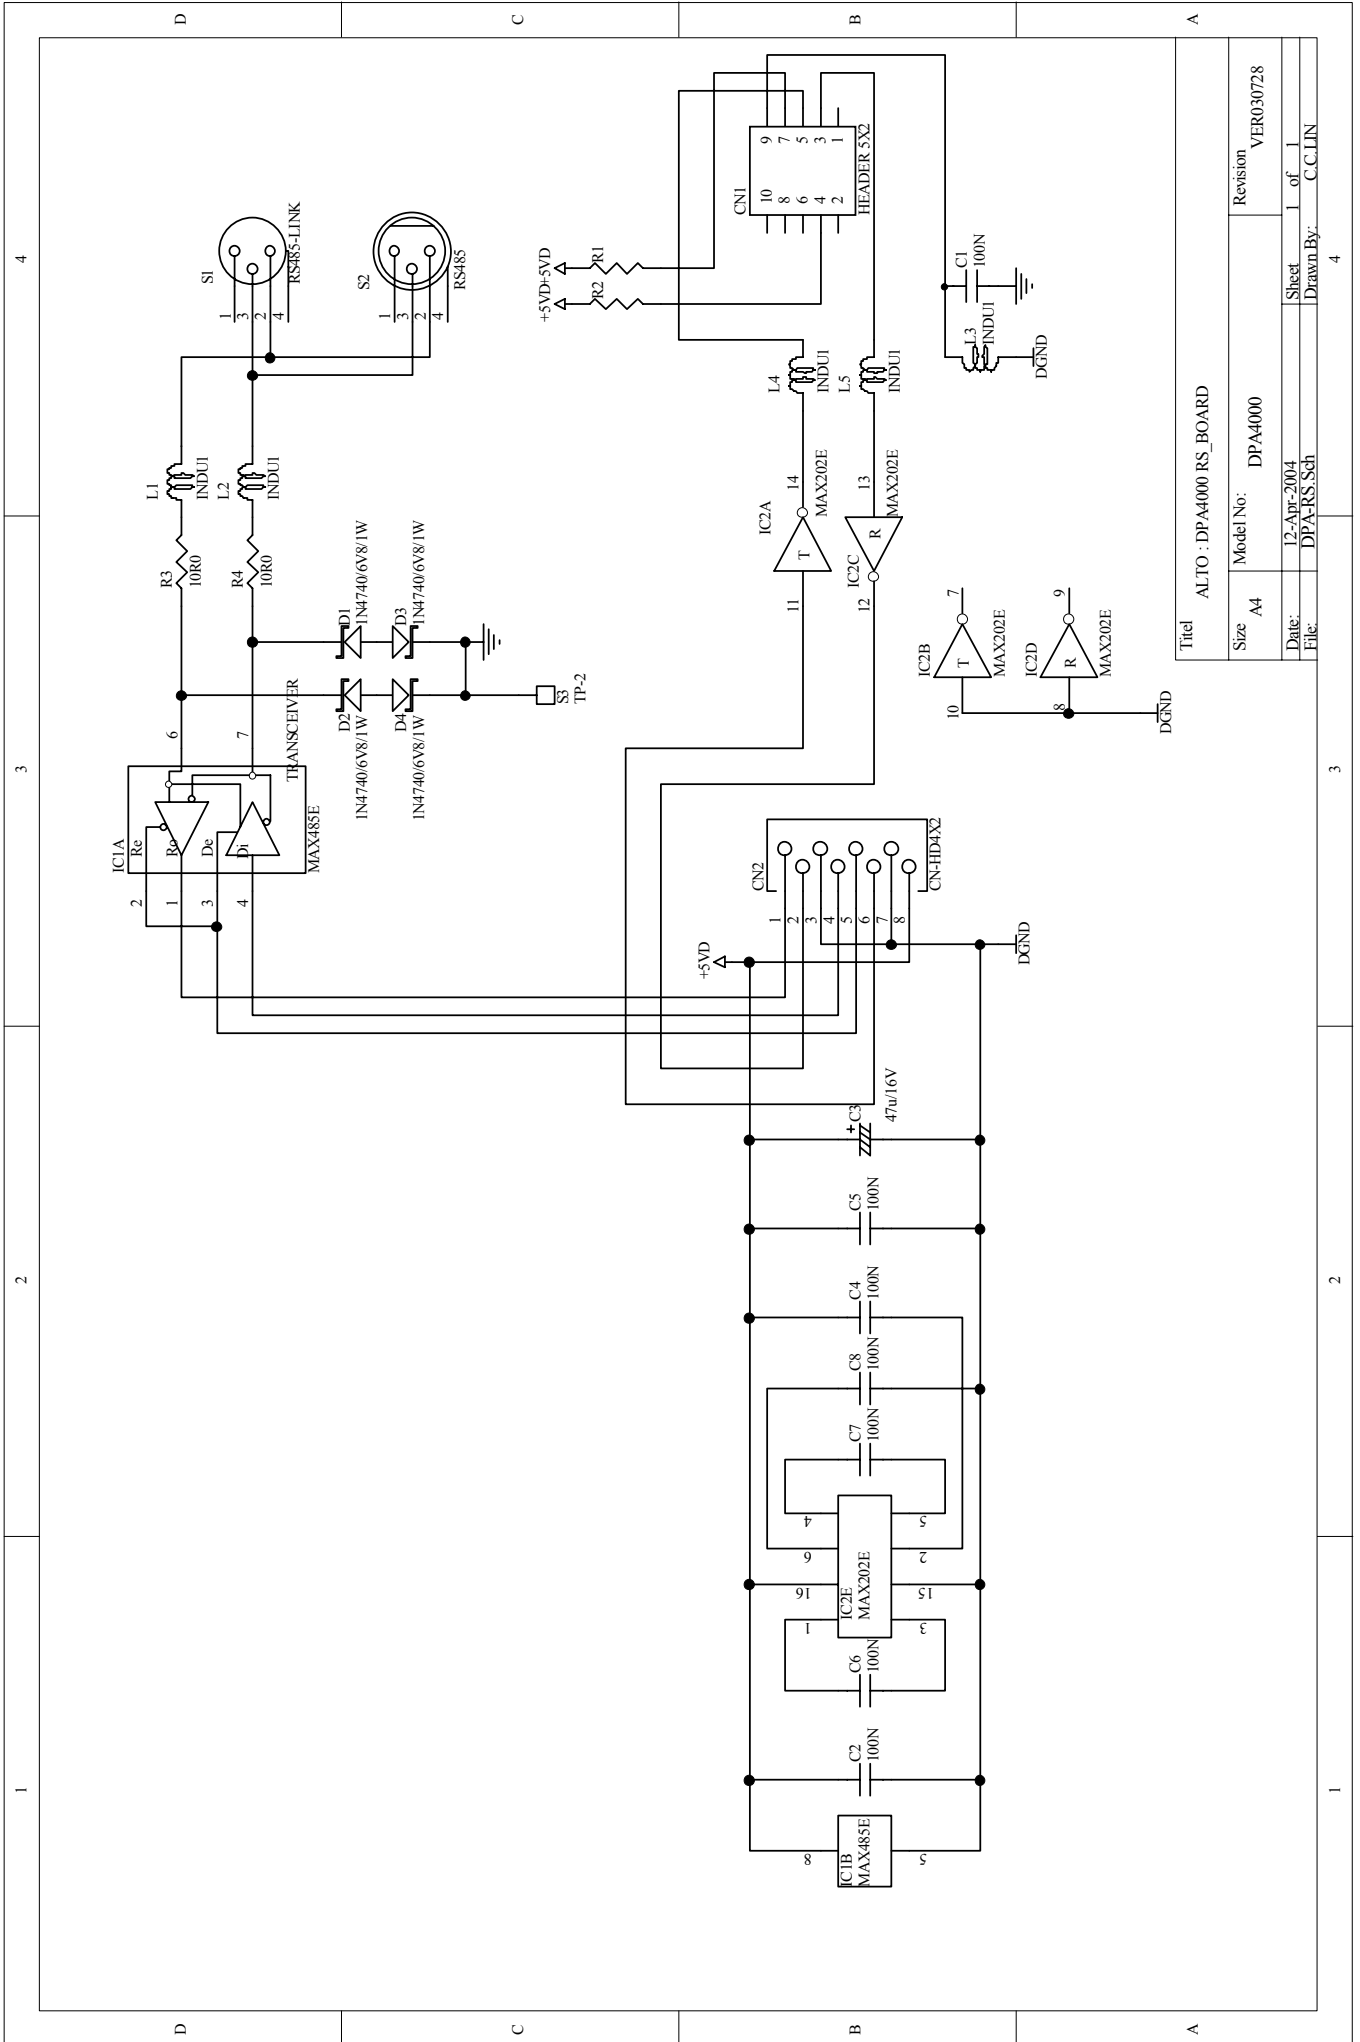 D
C
B
A
4
3
2
1
S1
1
3
2
4
RS485-LINK
S2
1
3
2
4
RS485
L1
INDU1
L2
INDU1
R3
10R0
R4
10R0
D1
1N4740/6V8/1W
D3
1N4740/6V8/1W
D2
1N4740/6V8/1W
D4
1N4740/6V8/1W
S3
TP-2
IC1A
Re
Ro
De
Di
2
1
3
4
6
7
TRANSCEIVER
MAX485E
+5VD
+5VD
R1
R2
CN1
10
8
6
4
2
9
7
5
3
1
HEADER 5X2
L4
INDU1
L5
INDU1
C1
100N
L3
INDU1
DGND
IC2A
T
11
14
MAX202E
IC2C
R
12
13
MAX202E
IC2B
T
10
7
MAX202E
IC2D
R
8
9
MAX202E
DGND
CN2
1
2
3
4
5
6
7
8
CN-HD4X2
+5VD
DGND
C3
+
47u/16V
C5
100N
C4
100N
C8
100N
C7
100N
IC2E
MAX202E
4
6
16
1
5
2
15
3
C6
100N
C2
100N
IC1B
MAX485E
8
5
Titel
ALTO : DPA4000 RS_BOARD
Size
A4
Model No:
DPA4000
Revision
VER030728
Date:
12-Apr-2004
Sheet 1 of 1
File:
DPA-RS.Sch
Drawn By:
C.C.LIN
1
2
3
4
D
C
B
A